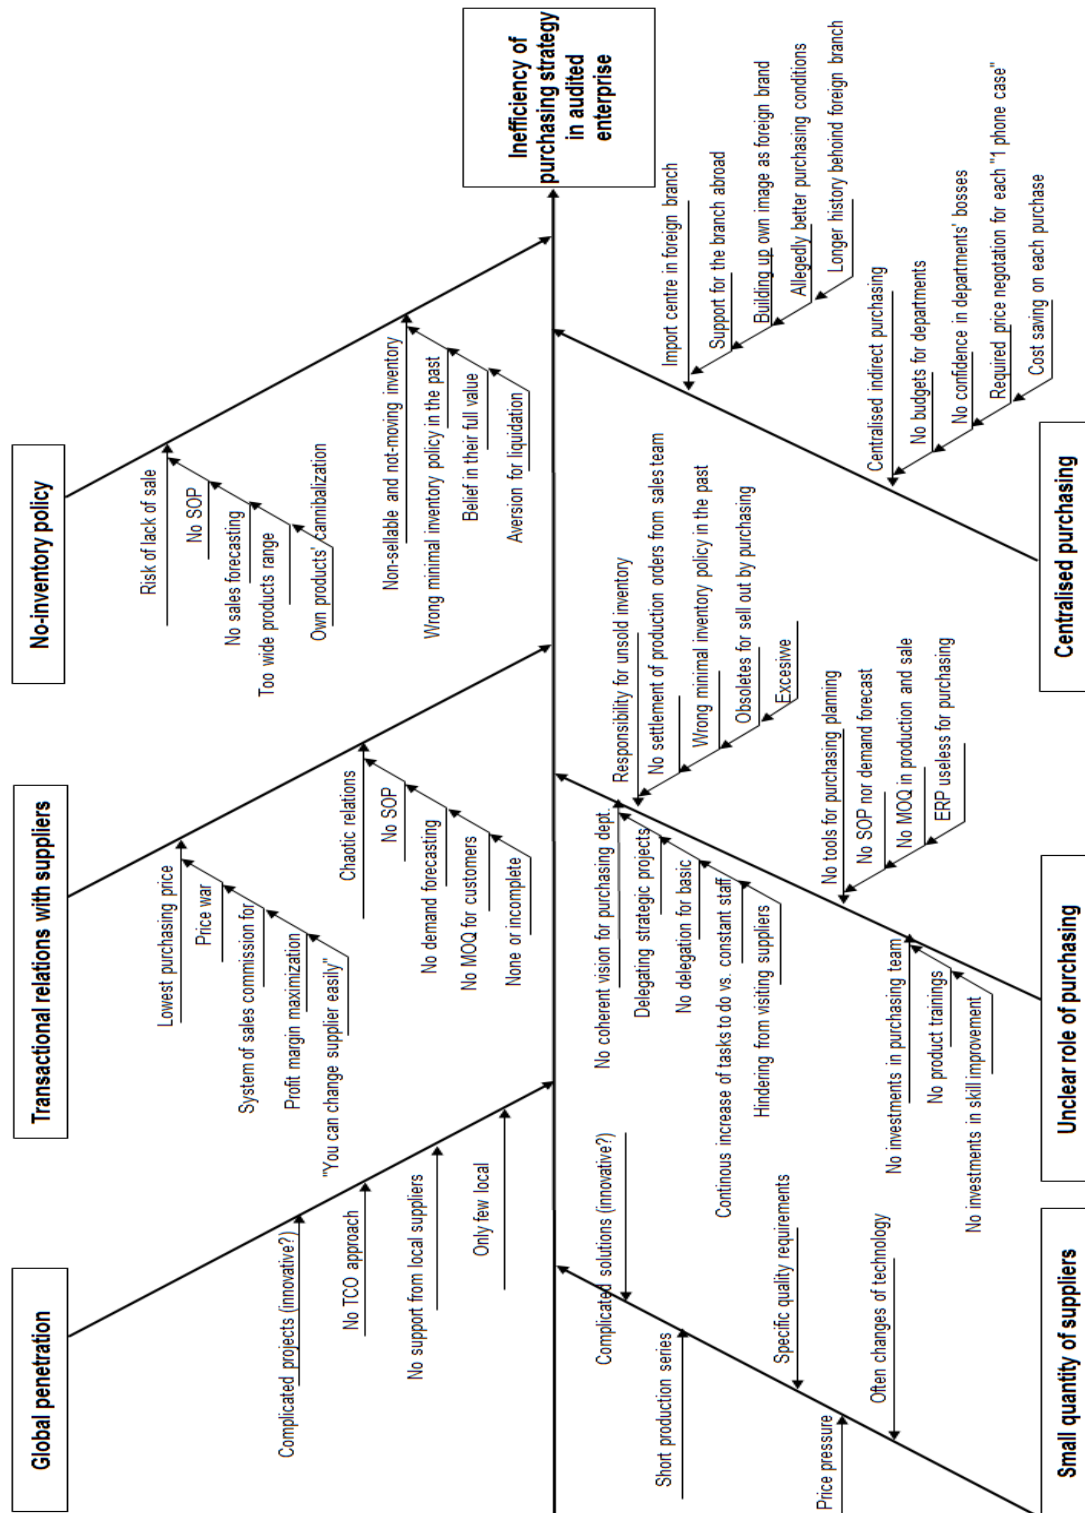 Global penetration
Complicated projects (innovative?)
No TCO approach
No support from local suppliers
Only few local
Transactional relations with suppliers
Lowest purchasing price
Price war
System of sales commission for
Profit margin maximization
"You can change supplier easily"
Chaotic relations
No SOP
No demand forecasting
No MOQ for customers
None or incomplete
No-inventory policy
Risk of lack of sale
No SOP
No sales forecasting
Too wide products range
Own products' cannibalization
Non-sellable and not-moving inventory
Wrong minimal inventory policy in the past
Belief in their full value
Aversion for liquidation
Inefficiency of
purchasing strategy
in audited
enterprise
Complicated solutions (innovative?)
Short production series
Specific quality requirements
Price pressure
Often changes of technology
Small quantity of suppliers
No coherent vision for purchasing dept.
Delegating strategic projects
No delegation for basic
Continous increase of tasks to do vs. constant staff
Hindering from visiting suppliers
No investments in purchasing team
No product trainings
No investments in skill improvement
Responsibility for unsold inventory
No settlement of production orders from sales team
Wrong minimal inventory policy in the past
Obsoletes for sell out by purchasing
Excesiwe
No tools for purchasing planning
No SOP nor demand forecast
No MOQ in production and sale
ERP useless for purchasing
Unclear role of purchasing
Import centre in foreign branch
Support for the branch abroad
Building up own image as foreign brand
Allegedly better purchasing conditions
Longer history behoind foreign branch
Centralised indirect purchasing
No budgets for departments
No confidence in departments' bosses
Required price negotation for each "1 phone case"
Cost saving on each purchase
Centralised purchasing